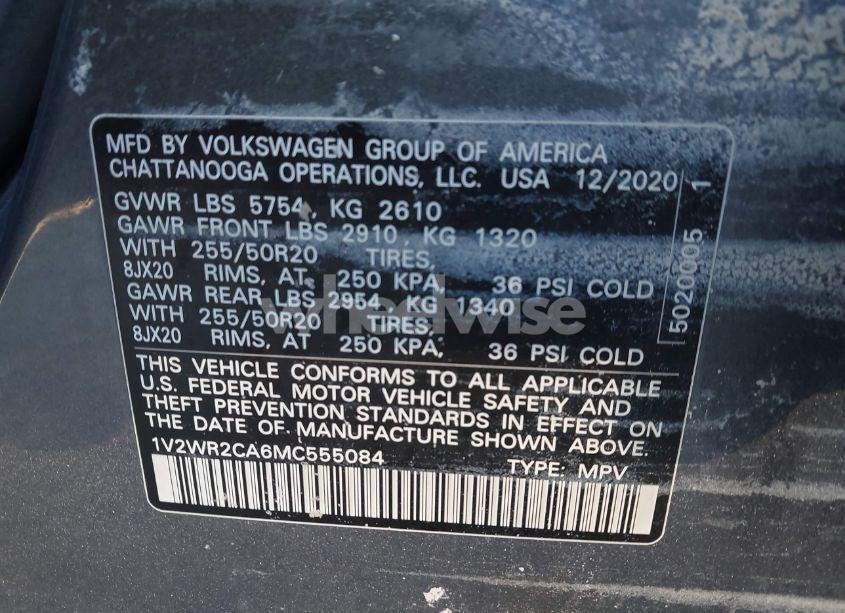 MFD BY VOLKSWAGEN GROUP OF AMERICA
CHATTANOOGA OPERATIONS, LLC. USA 12/2020
GVWR LBS 5754, KG 2610
GAWR FRONT LBS 2910, KG 1320
WITH 255/50R20 TIRES,
8JX20 RIMS, AT 250 KPA, 36 PSI COLD
GAWR REAR LBS 2954, KG 1340
WITH 255/50R20 TIRES,
8JX20 RIMS, AT 250 KPA, 36 PSI COLD
THIS VEHICLE CONFORMS TO ALL APPLICABLE
U.S. FEDERAL MOTOR VEHICLE SAFETY AND
THEFT PREVENTION STANDARDS IN EFFECT ON
THE DATE OF MANUFACTURE SHOWN ABOVE.
1V2WR2CA6MC555084 TYPE: MPV
5020005 1
wheelwise